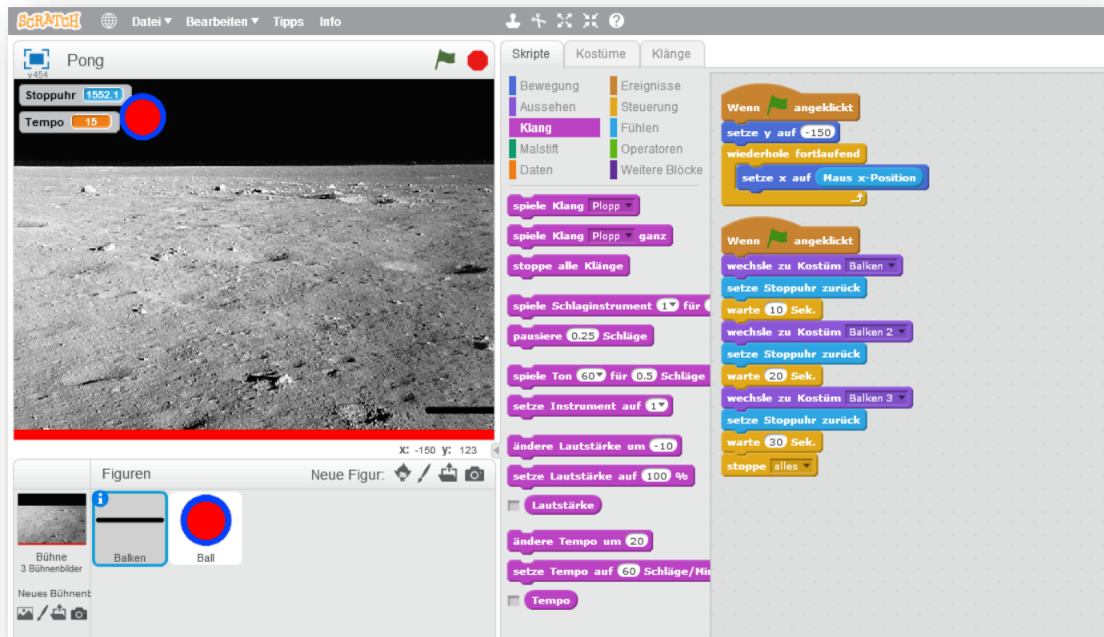 SCRATCH Datei Bearbeiten Tipps Info
Pong
v454
Stoppuhr 1552.1
Tempo 15
X: -150 y: 123
Figuren Neue Figur:
Bühne
3 Bühnenbilder
Neues Bühnenb
Balken
Ball
Skripte Kostüme Klänge
Bewegung Ereignisse
Aussehen Steuerung
Klang Fühlen
Malstift Operatoren
Daten Weitere Blöcke
spiele Klang Plopp
spiele Klang Plopp ganz
stoppe alle Klänge
spiele Schlaginstrument 1 für
pausiere 0.25 Schläge
spiele Ton 60 für 0.5 Schläge
setze Instrument auf 1
ändere Lautstärke um -10
setze Lautstärke auf 100 %
Lautstärke
ändere Tempo um 20
setze Tempo auf 60 Schläge/Min
Tempo
Wenn angeklickt
setze y auf -150
wiederhole fortlaufend
setze x auf Maus x-Position
Wenn angeklickt
wechsle zu Kostüm Balken
setze Stoppuhr zurück
warte 10 Sek.
wechsle zu Kostüm Balken 2
setze Stoppuhr zurück
warte 20 Sek.
wechsle zu Kostüm Balken 3
setze Stoppuhr zurück
warte 30 Sek.
stoppe alles